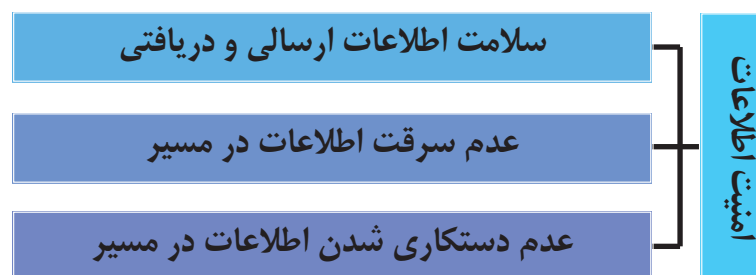 امنیت اطلاعات
سلامت اطلاعات ارسالی و دریافتی
عدم سرقت اطلاعات در مسیر
عدم دستکاری شدن اطلاعات در مسیر